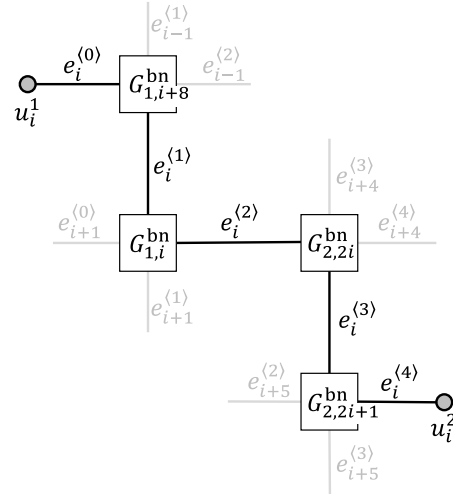 e_{i-1}^{⟨1⟩}
e_i^{⟨0⟩}
e_{i-1}^{⟨2⟩}
G_{1,i+8}^{bn}
u_i^1
e_i^{⟨1⟩}
e_{i+4}^{⟨3⟩}
e_{i+1}^{⟨0⟩}
e_i^{⟨2⟩}
e_{i+4}^{⟨4⟩}
G_{1,i}^{bn}
G_{2,2i}^{bn}
e_{i+1}^{⟨1⟩}
e_i^{⟨3⟩}
e_{i+5}^{⟨2⟩}
e_i^{⟨4⟩}
G_{2,2i+1}^{bn}
u_i^2
e_{i+5}^{⟨3⟩}